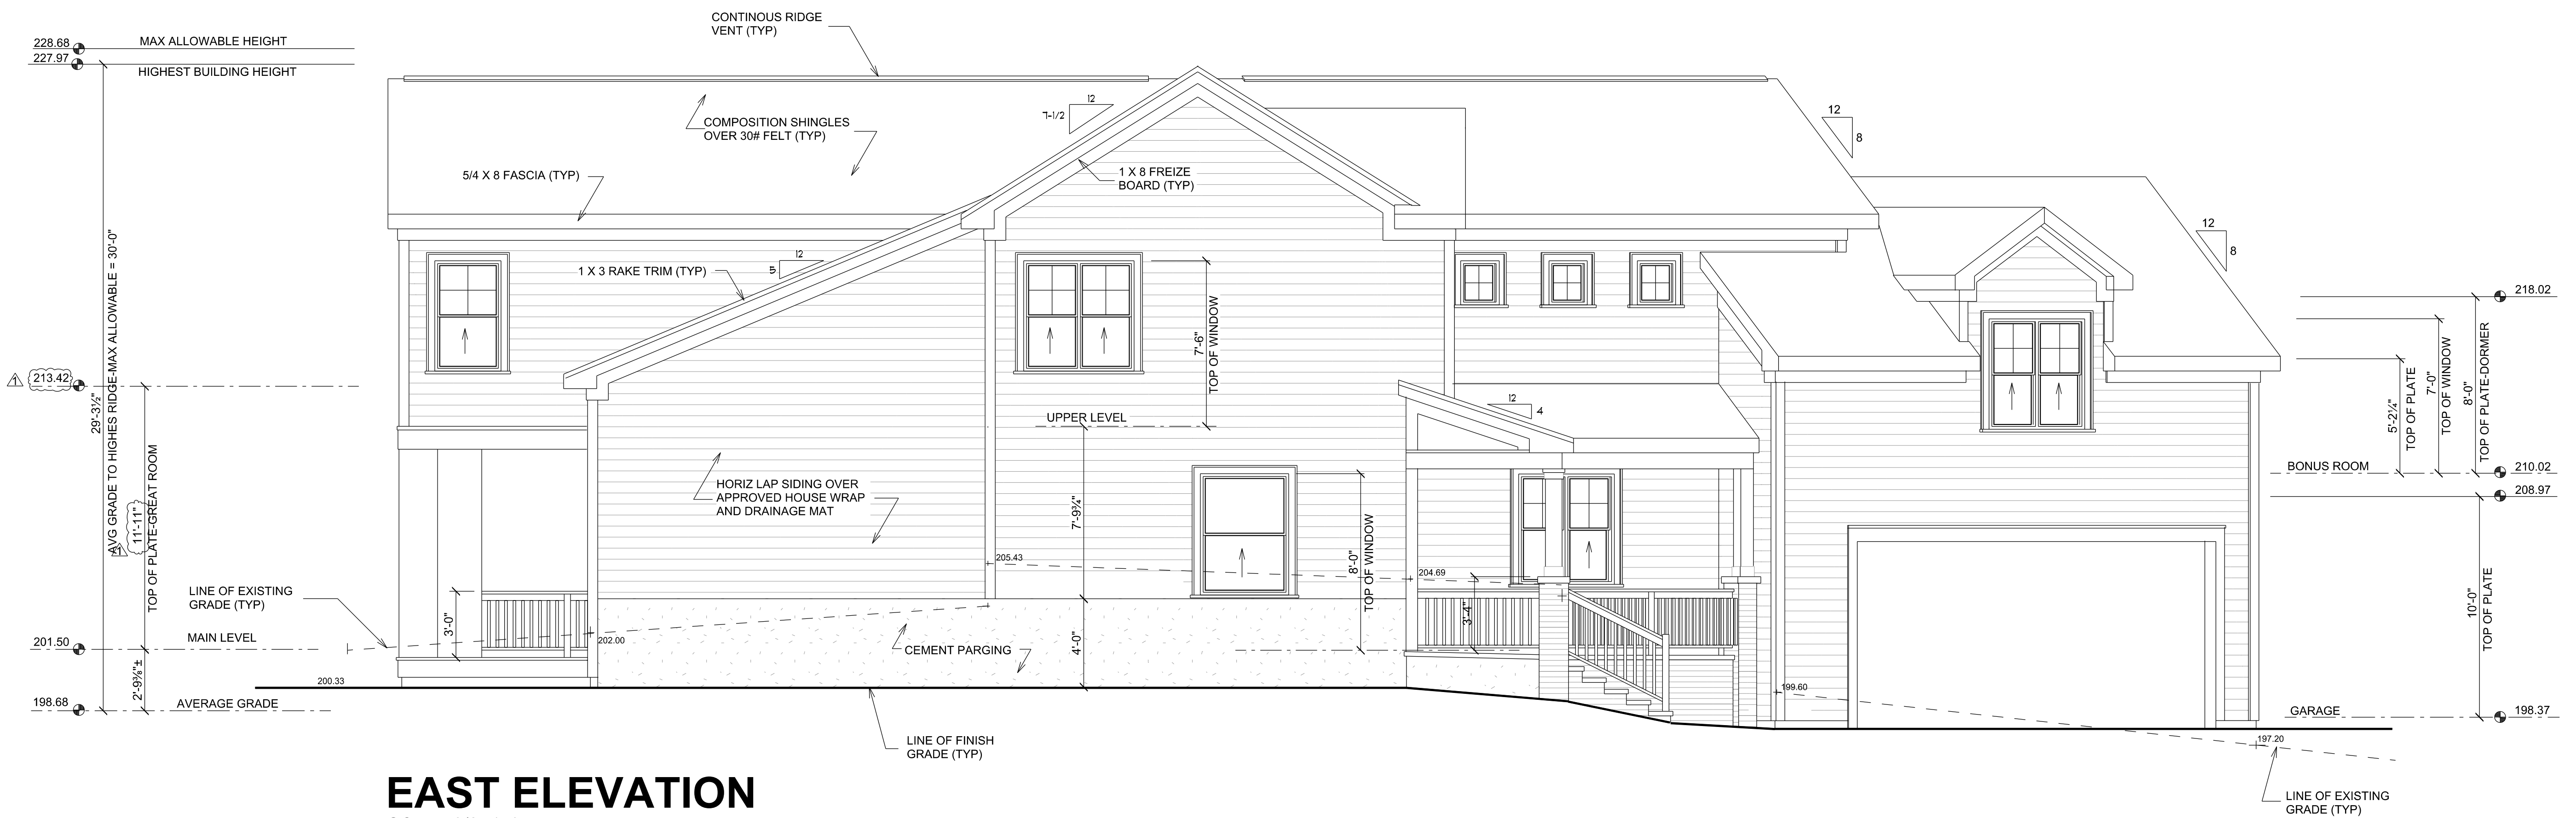 CONTINOUS RIDGE
VENT (TYP)
228.68
MAX ALLOWABLE HEIGHT
227.97
HIGHEST BUILDING HEIGHT
12
7-1/2
COMPOSITION SHINGLES
OVER 30# FELT (TYP)
12
8
5/4 X 8 FASCIA (TYP)
1 X 8 FREIZE
BOARD (TYP)
12
8
12
5
1 X 3 RAKE TRIM (TYP)
218.02
7'-6"
TOP OF WINDOW
1
213.42
29'-3½"
AVG GRADE TO HIGHES RIDGE-MAX ALLOWABLE = 30'-0"
1
11'-11"
TOP OF PLATE-GREAT ROOM
5'-2¼"
TOP OF PLATE
7'-0"
TOP OF WINDOW
8'-0"
TOP OF PLATE-DORMER
12
4
UPPER LEVEL
BONUS ROOM
210.02
208.97
HORIZ LAP SIDING OVER
APPROVED HOUSE WRAP
AND DRAINAGE MAT
7'-9¾"
8'-0"
TOP OF WINDOW
205.43
204.69
10'-0"
TOP OF PLATE
LINE OF EXISTING
GRADE (TYP)
3'-0"
3'-4"
201.50
MAIN LEVEL
202.00
CEMENT PARGING
4'-0"
2'-9⅞"±
200.33
199.60
198.68
AVERAGE GRADE
GARAGE
198.37
LINE OF FINISH
GRADE (TYP)
197.20
LINE OF EXISTING
GRADE (TYP)
EAST ELEVATION